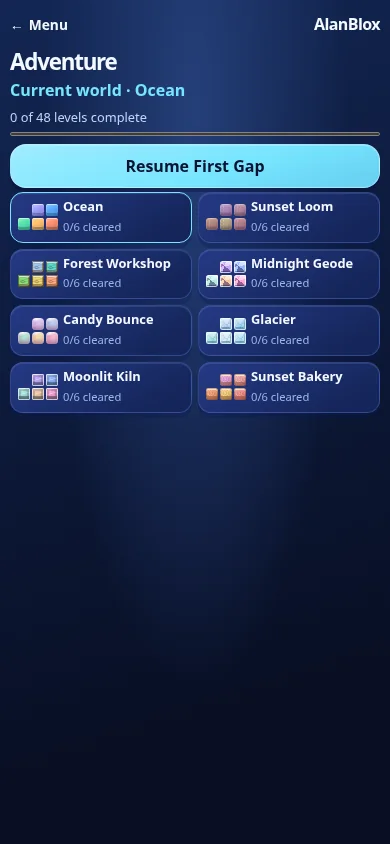 ← Menu
AlanBlox
Adventure
Current world · Ocean
0 of 48 levels complete
Resume First Gap
Ocean
0/6 cleared
Sunset Loom
0/6 cleared
Forest Workshop
0/6 cleared
Midnight Geode
0/6 cleared
Candy Bounce
0/6 cleared
Glacier
0/6 cleared
Moonlit Kiln
0/6 cleared
Sunset Bakery
0/6 cleared